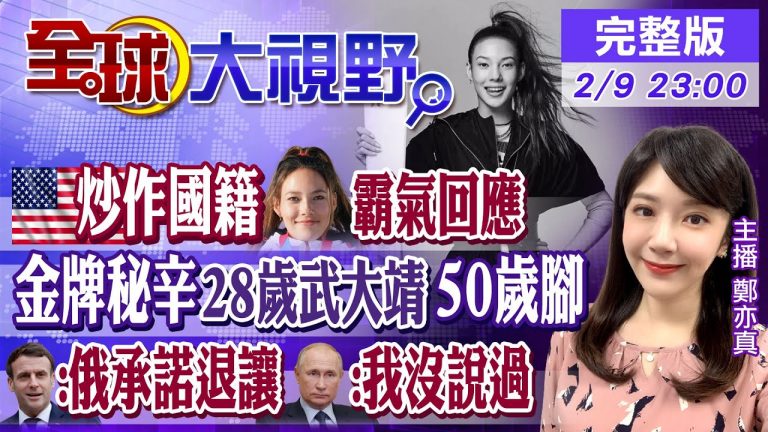 全球大視野
完整版
2/9 23:00
炒作國籍 霸氣回應
金牌秘辛28歲武大靖 50歲腳
:俄承諾退讓 :我沒說過
主播 鄭亦真